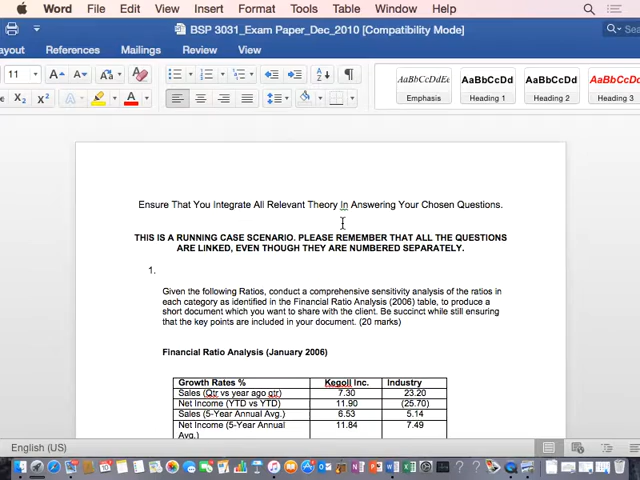 Word File Edit View Insert Format Tools Table Window Help
BSP 3031_Exam Paper_Dec_2010 [Compatibility Mode]
ayout References Mailings Review View
11 AaBbCcDdEe AaBbCcDd AaBbCcDd AaBbCcD
Emphasis Heading 1 Heading 2 Heading 3
Ensure That You Integrate All Relevant Theory In Answering Your Chosen Questions.
THIS IS A RUNNING CASE SCENARIO. PLEASE REMEMBER THAT ALL THE QUESTIONS
ARE LINKED, EVEN THOUGH THEY ARE NUMBERED SEPARATELY.
1.
Given the following Ratios, conduct a comprehensive sensitivity analysis of the ratios in
each category as identified in the Financial Ratio Analysis (2006) table, to produce a
short document which you want to share with the client. Be succinct while still ensuring
that the key points are included in your document. (20 marks)
Financial Ratio Analysis (January 2006)
Growth Rates % Kegoll Inc. Industry
Sales (Qtr vs year ago qtr) 7.30 23.20
Net Income (YTD vs YTD) 11.90 (25.70)
Sales (5-Year Annual Avg.) 6.53 5.14
Net Income (5-Year Annual 11.84 7.49
Avg.)
English (US)